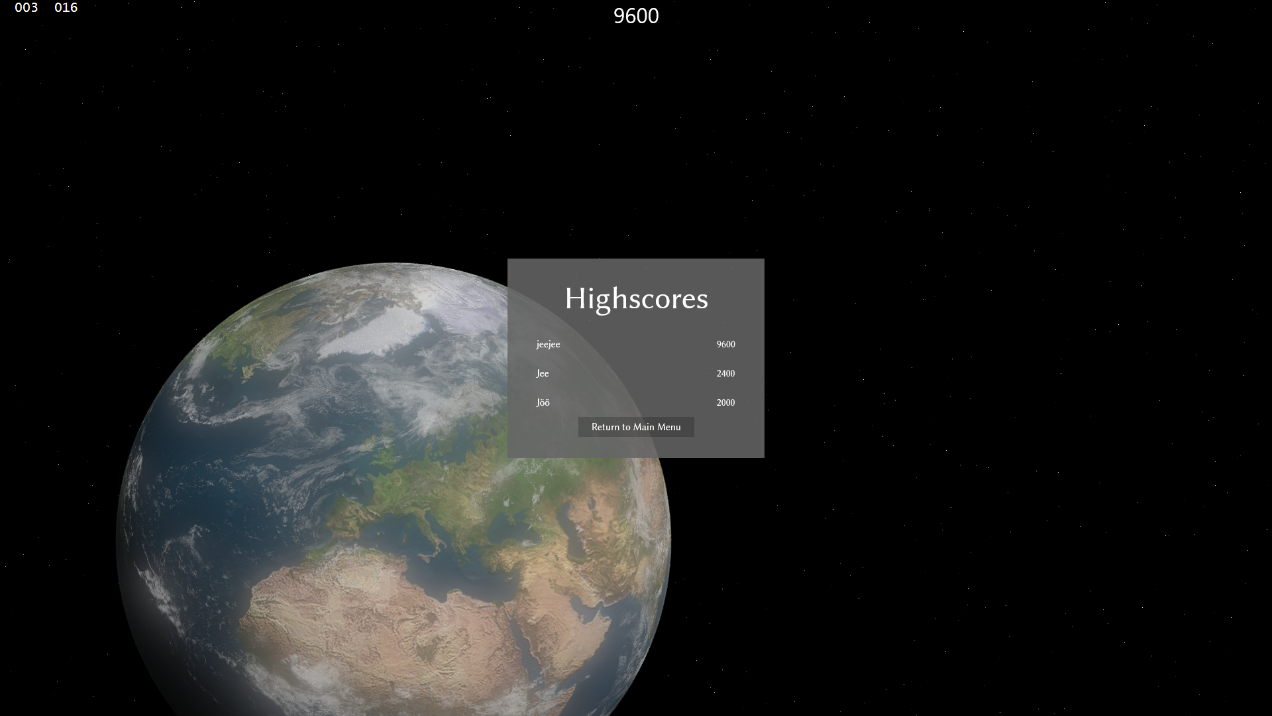 003 016
9600
Highscores
jeejee 9600
Jee 2400
Jöö 2000
Return to Main Menu